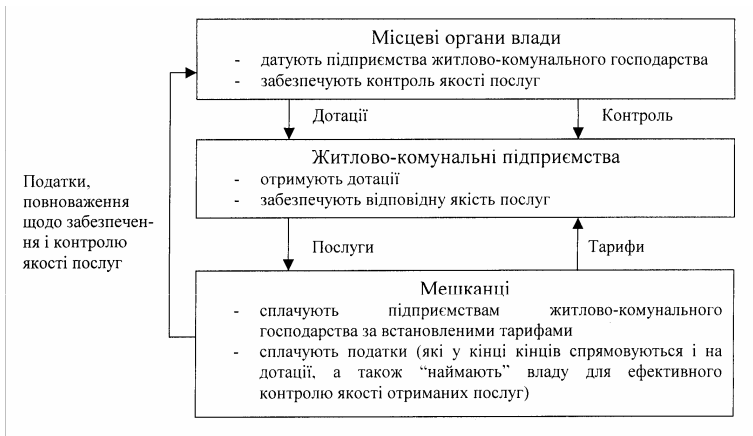 Місцеві органи влади
- датують підприємства житлово-комунального господарства
- забезпечують контроль якості послуг
Дотації
Контроль
Житлово-комунальні підприємства
- отримують дотації
- забезпечують відповідну якість послуг
Податки,
повноваження
щодо забезпечен-
ня і контролю
якості послуг
Послуги
Тарифи
Мешканці
- сплачують підприємствам житлово-комунального
господарства за встановленими тарифами
- сплачують податки (які у кінці кінців спрямовуються і на
дотації, а також “наймають” владу для ефективного
контролю якості отриманих послуг)